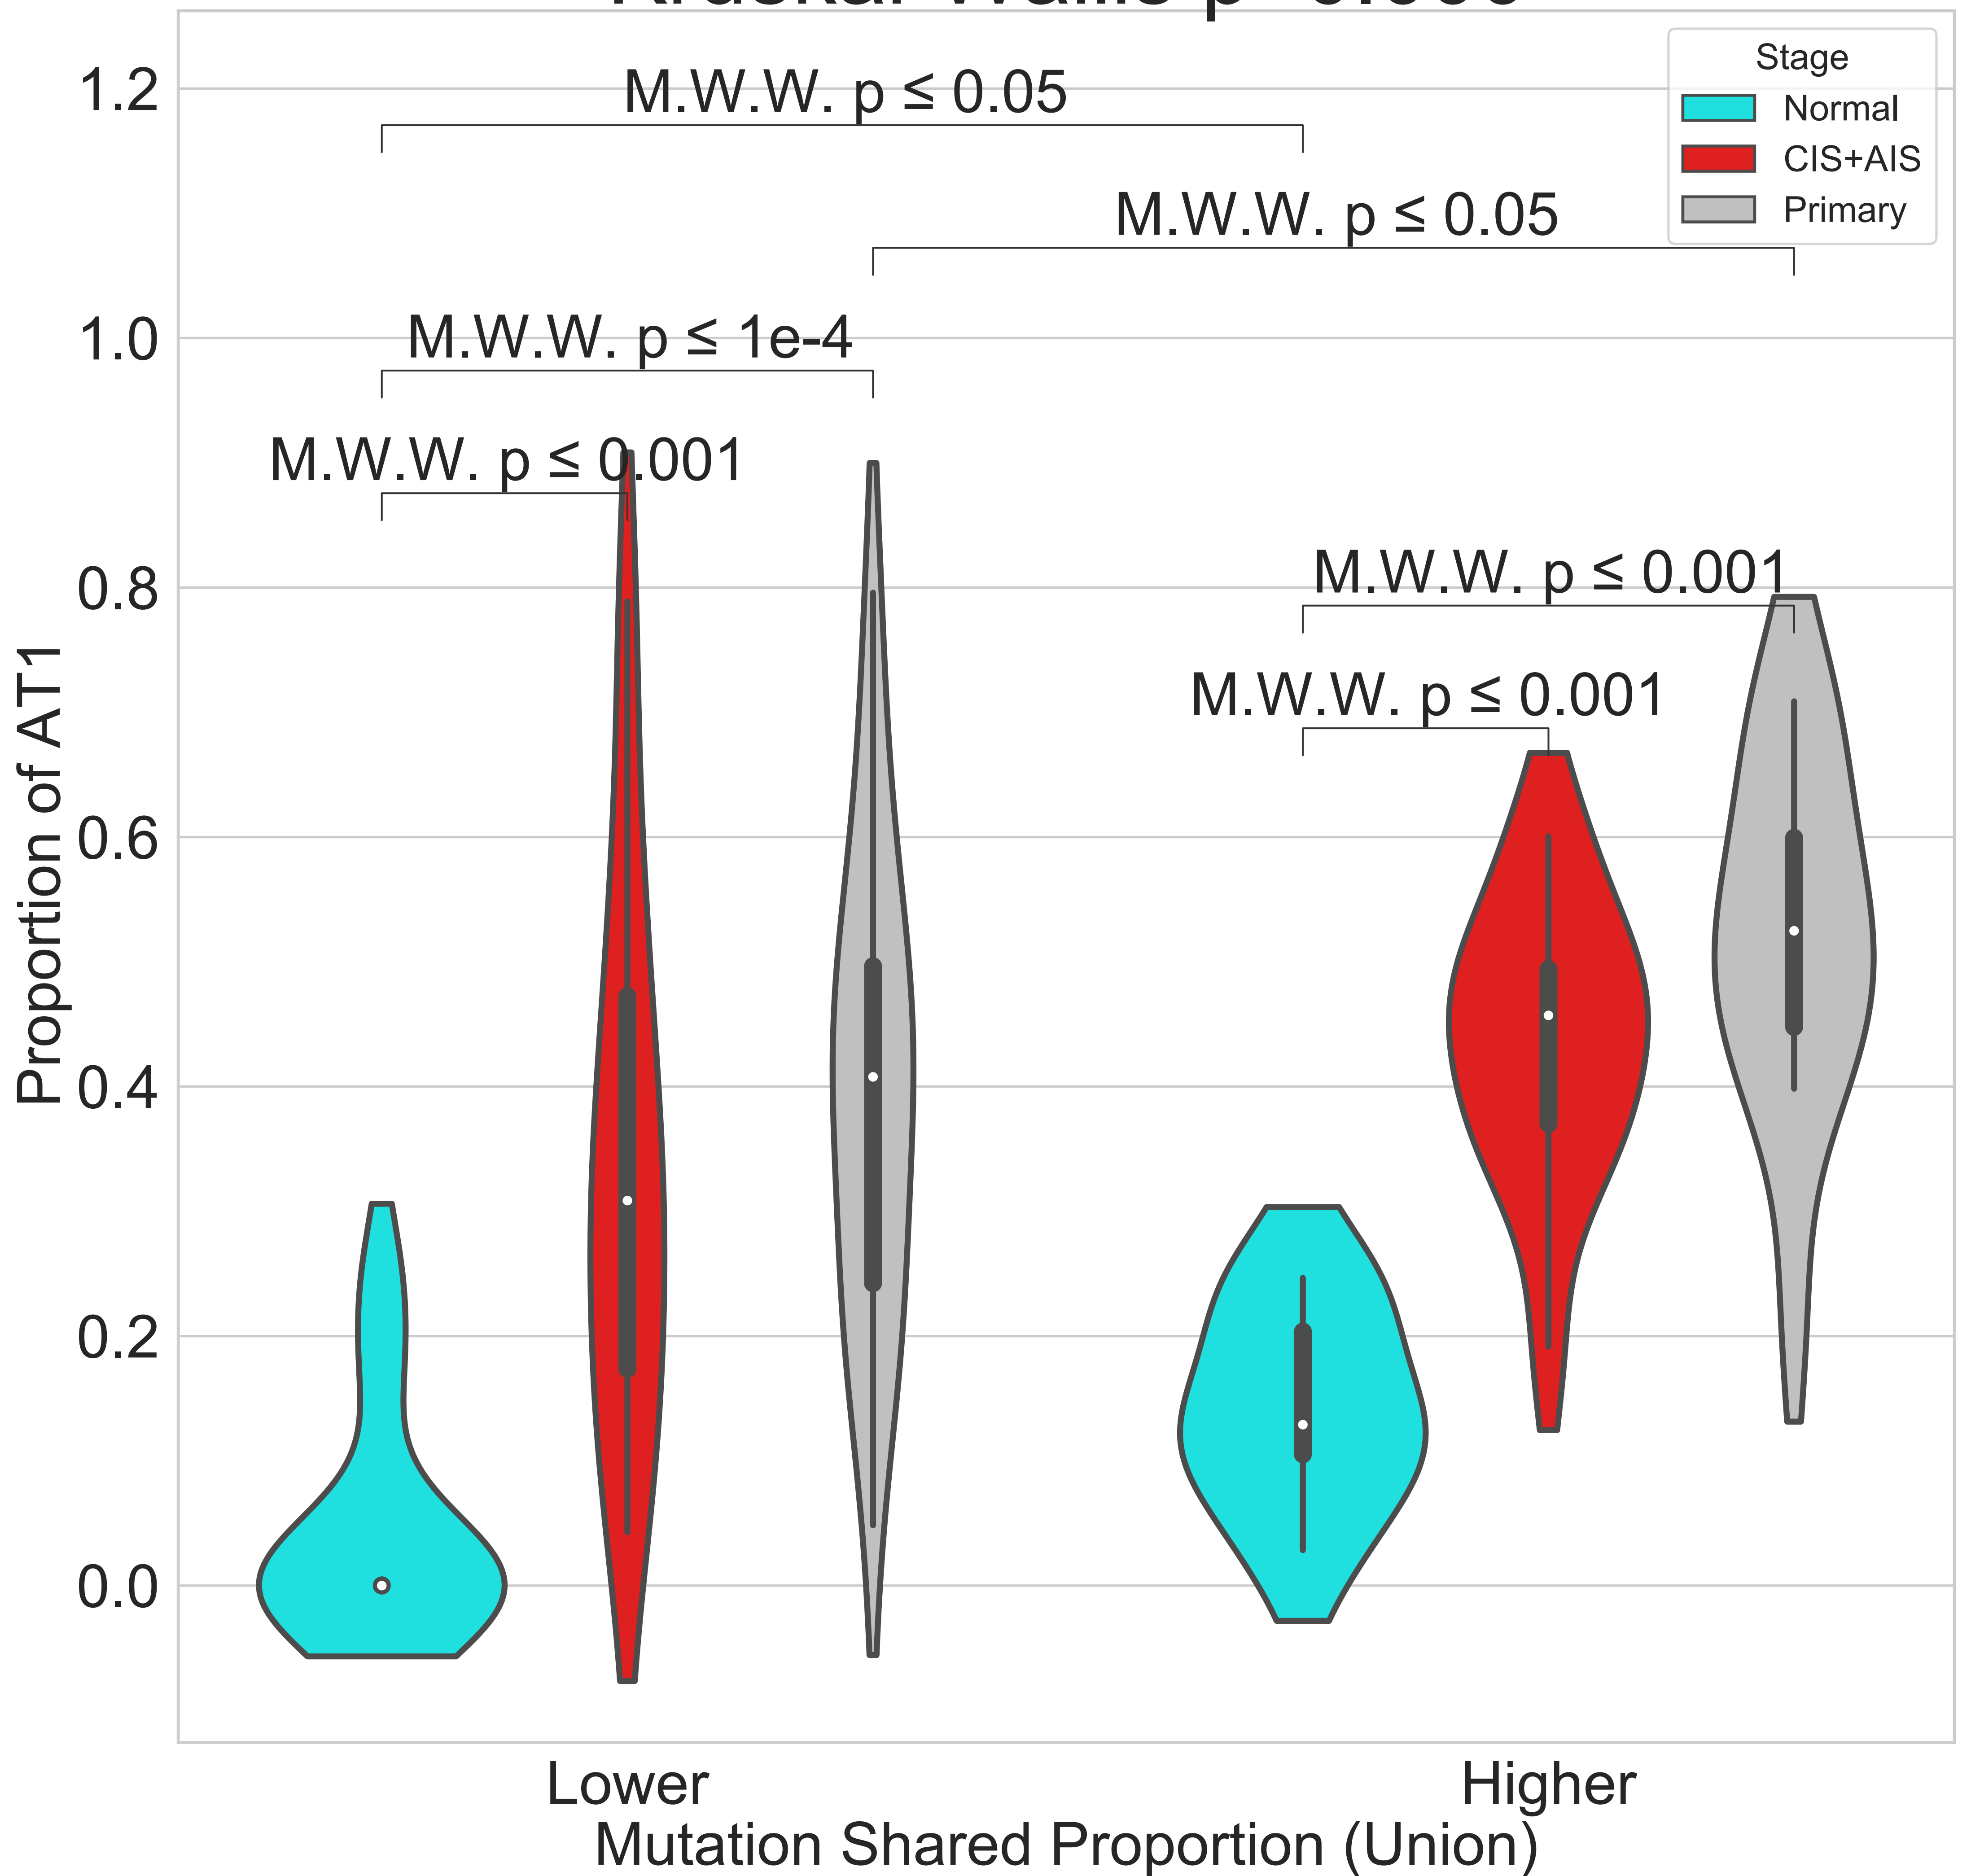 1.2
1.0
0.8
0.6
0.4
0.2
0.0
Proportion of AT1
M.W.W. p ≤ 0.05
M.W.W. p ≤ 0.05
M.W.W. p ≤ 1e-4
M.W.W. p ≤ 0.001
M.W.W. p ≤ 0.001
M.W.W. p ≤ 0.001
Stage
Normal
CIS+AIS
Primary
Lower
Higher
Mutation Shared Proportion (Union)